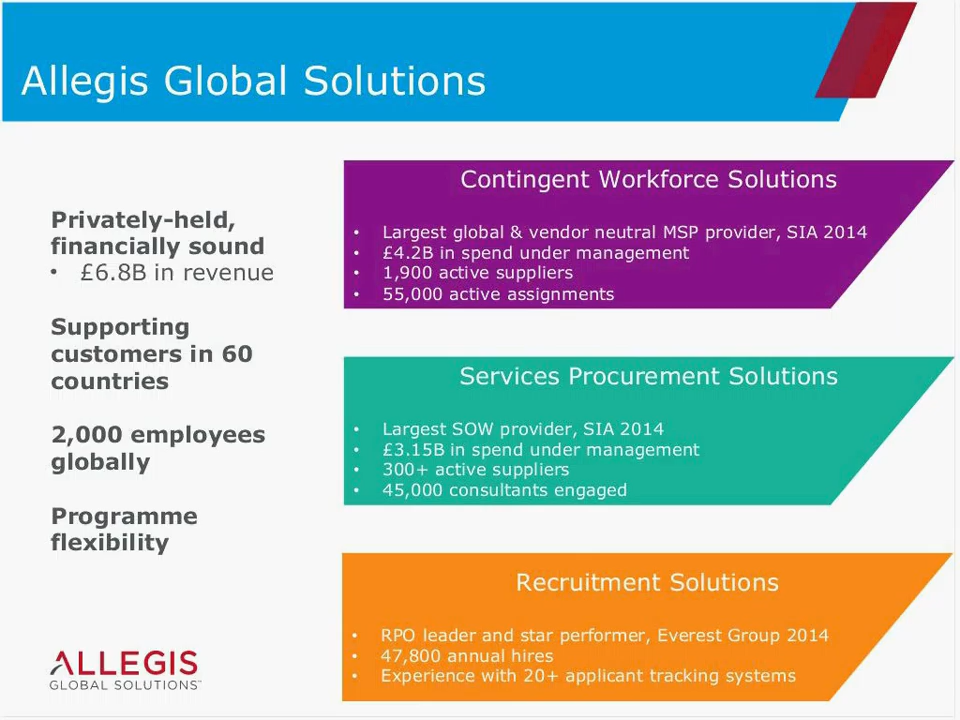 Allegis Global Solutions
Privately-held,
financially sound
• £6.8B in revenue
Supporting
customers in 60
countries
2,000 employees
globally
Programme
flexibility
Contingent Workforce Solutions
• Largest global & vendor neutral MSP provider, SIA 2014
• £4.2B in spend under management
• 1,900 active suppliers
• 55,000 active assignments
Services Procurement Solutions
• Largest SOW provider, SIA 2014
• £3.15B in spend under management
• 300+ active suppliers
• 45,000 consultants engaged
Recruitment Solutions
• RPO leader and star performer, Everest Group 2014
• 47,800 annual hires
• Experience with 20+ applicant tracking systems
ALLEGIS
GLOBAL SOLUTIONS™